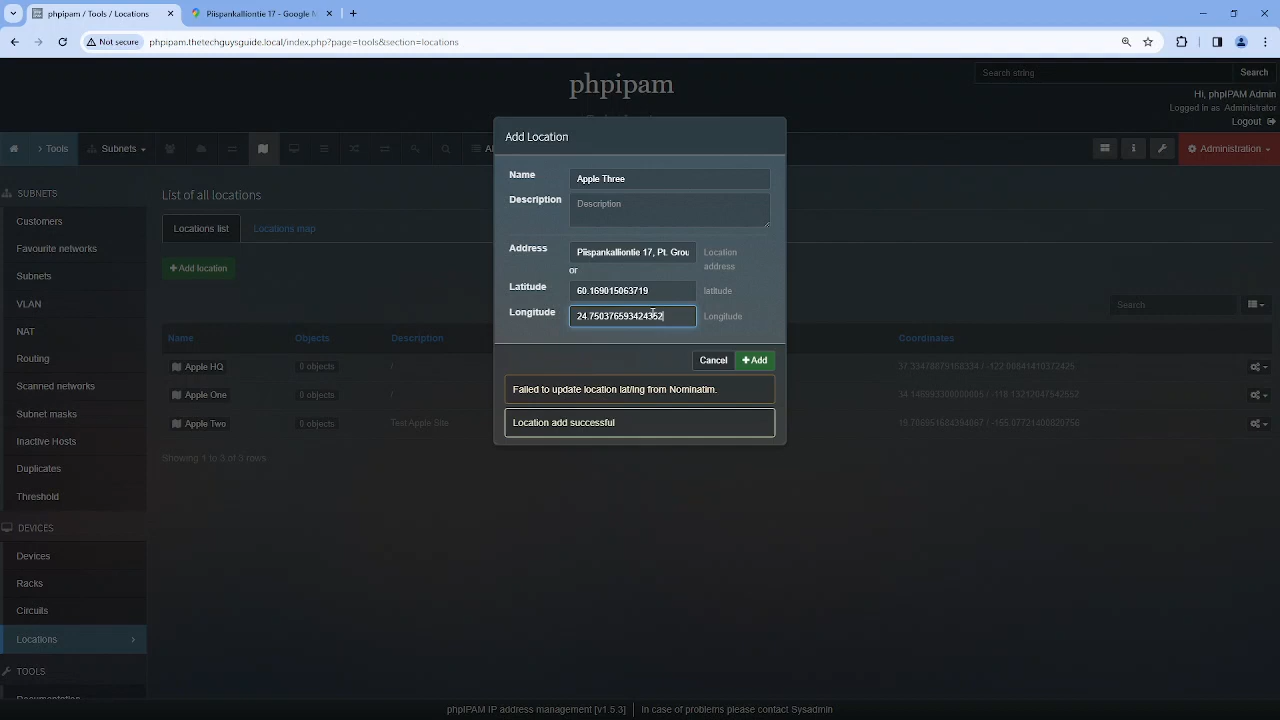 phpipam / Tools
Piispankalliontie 17 - Google M
Not secure
phpipam.thetechguysguide.local/index.php?page=tools&section=locations
phpipam
Search string
Search
Hi, phpIPAM Admin
Logged in as Administrator
Logout
Tools
Subnets
Administration
Add Location
Name
Apple Three
Description
Description
Address
Piispankalliontie 17, Pt. Grou
Location address
or
Latitude
60.169015063719
latitude
Longitude
24.750376593424352
Longitude
Cancel
Add
Failed to update location lat/lng from Nominatim.
Location add successful
SUBNETS
Customers
Favourite networks
Subnets
VLAN
NAT
Routing
Scanned networks
Subnet masks
Inactive Hosts
Duplicates
Threshold
DEVICES
Devices
Racks
Circuits
Locations
TOOLS
List of all locations
Locations list
Locations map
Add location
Search
Name Objects Description Coordinates
Apple HQ 0 objects /
Apple One 0 objects /
Apple Two 0 objects Test Apple Site
Showing 1 to 3 of 3 rows
phpIPAM IP address management [v1.5.3]
In case of problems please contact Sysadmin